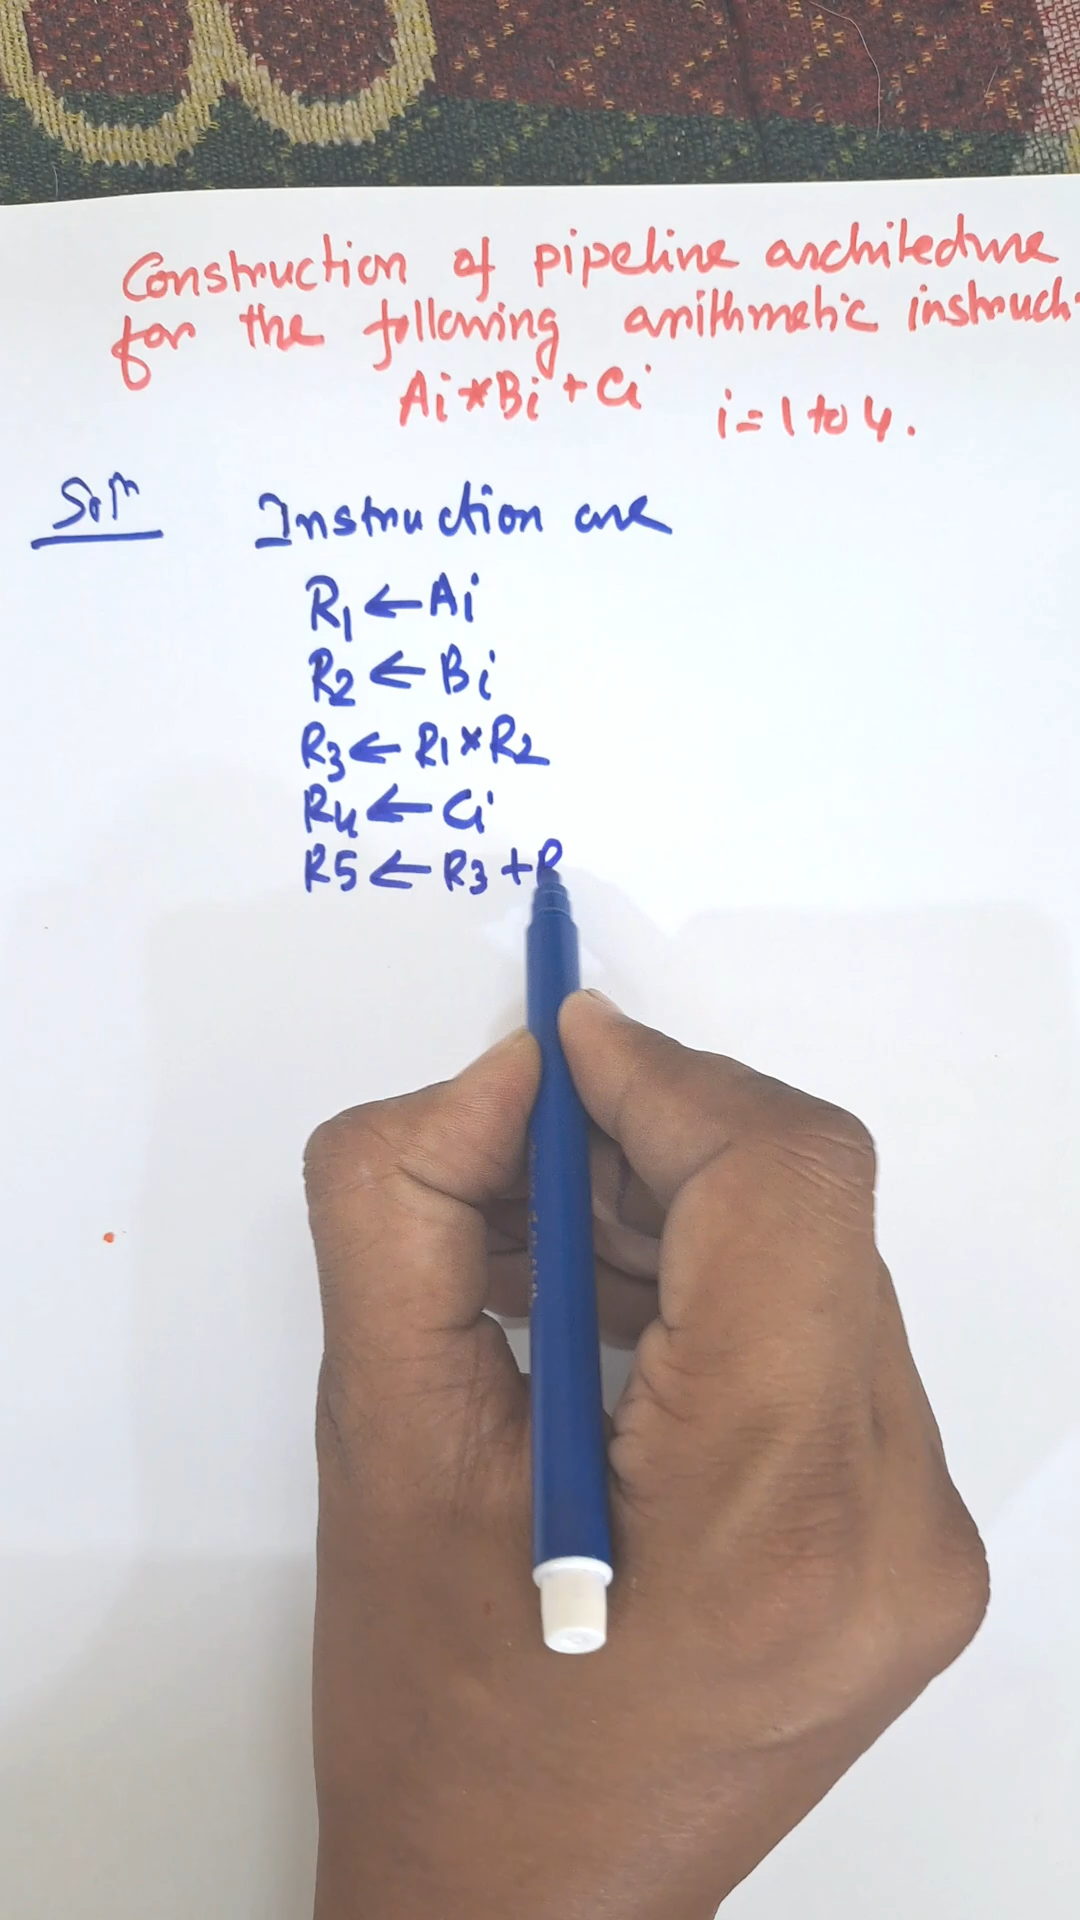 Construction of pipeline architecture
for the following arithmetic instruct
Ai*Bi+Ci i=1 to 4.
Soln Instruction are
R1←Ai
R2←Bi
R3←R1*R2
R4←Ci
R5←R3+R